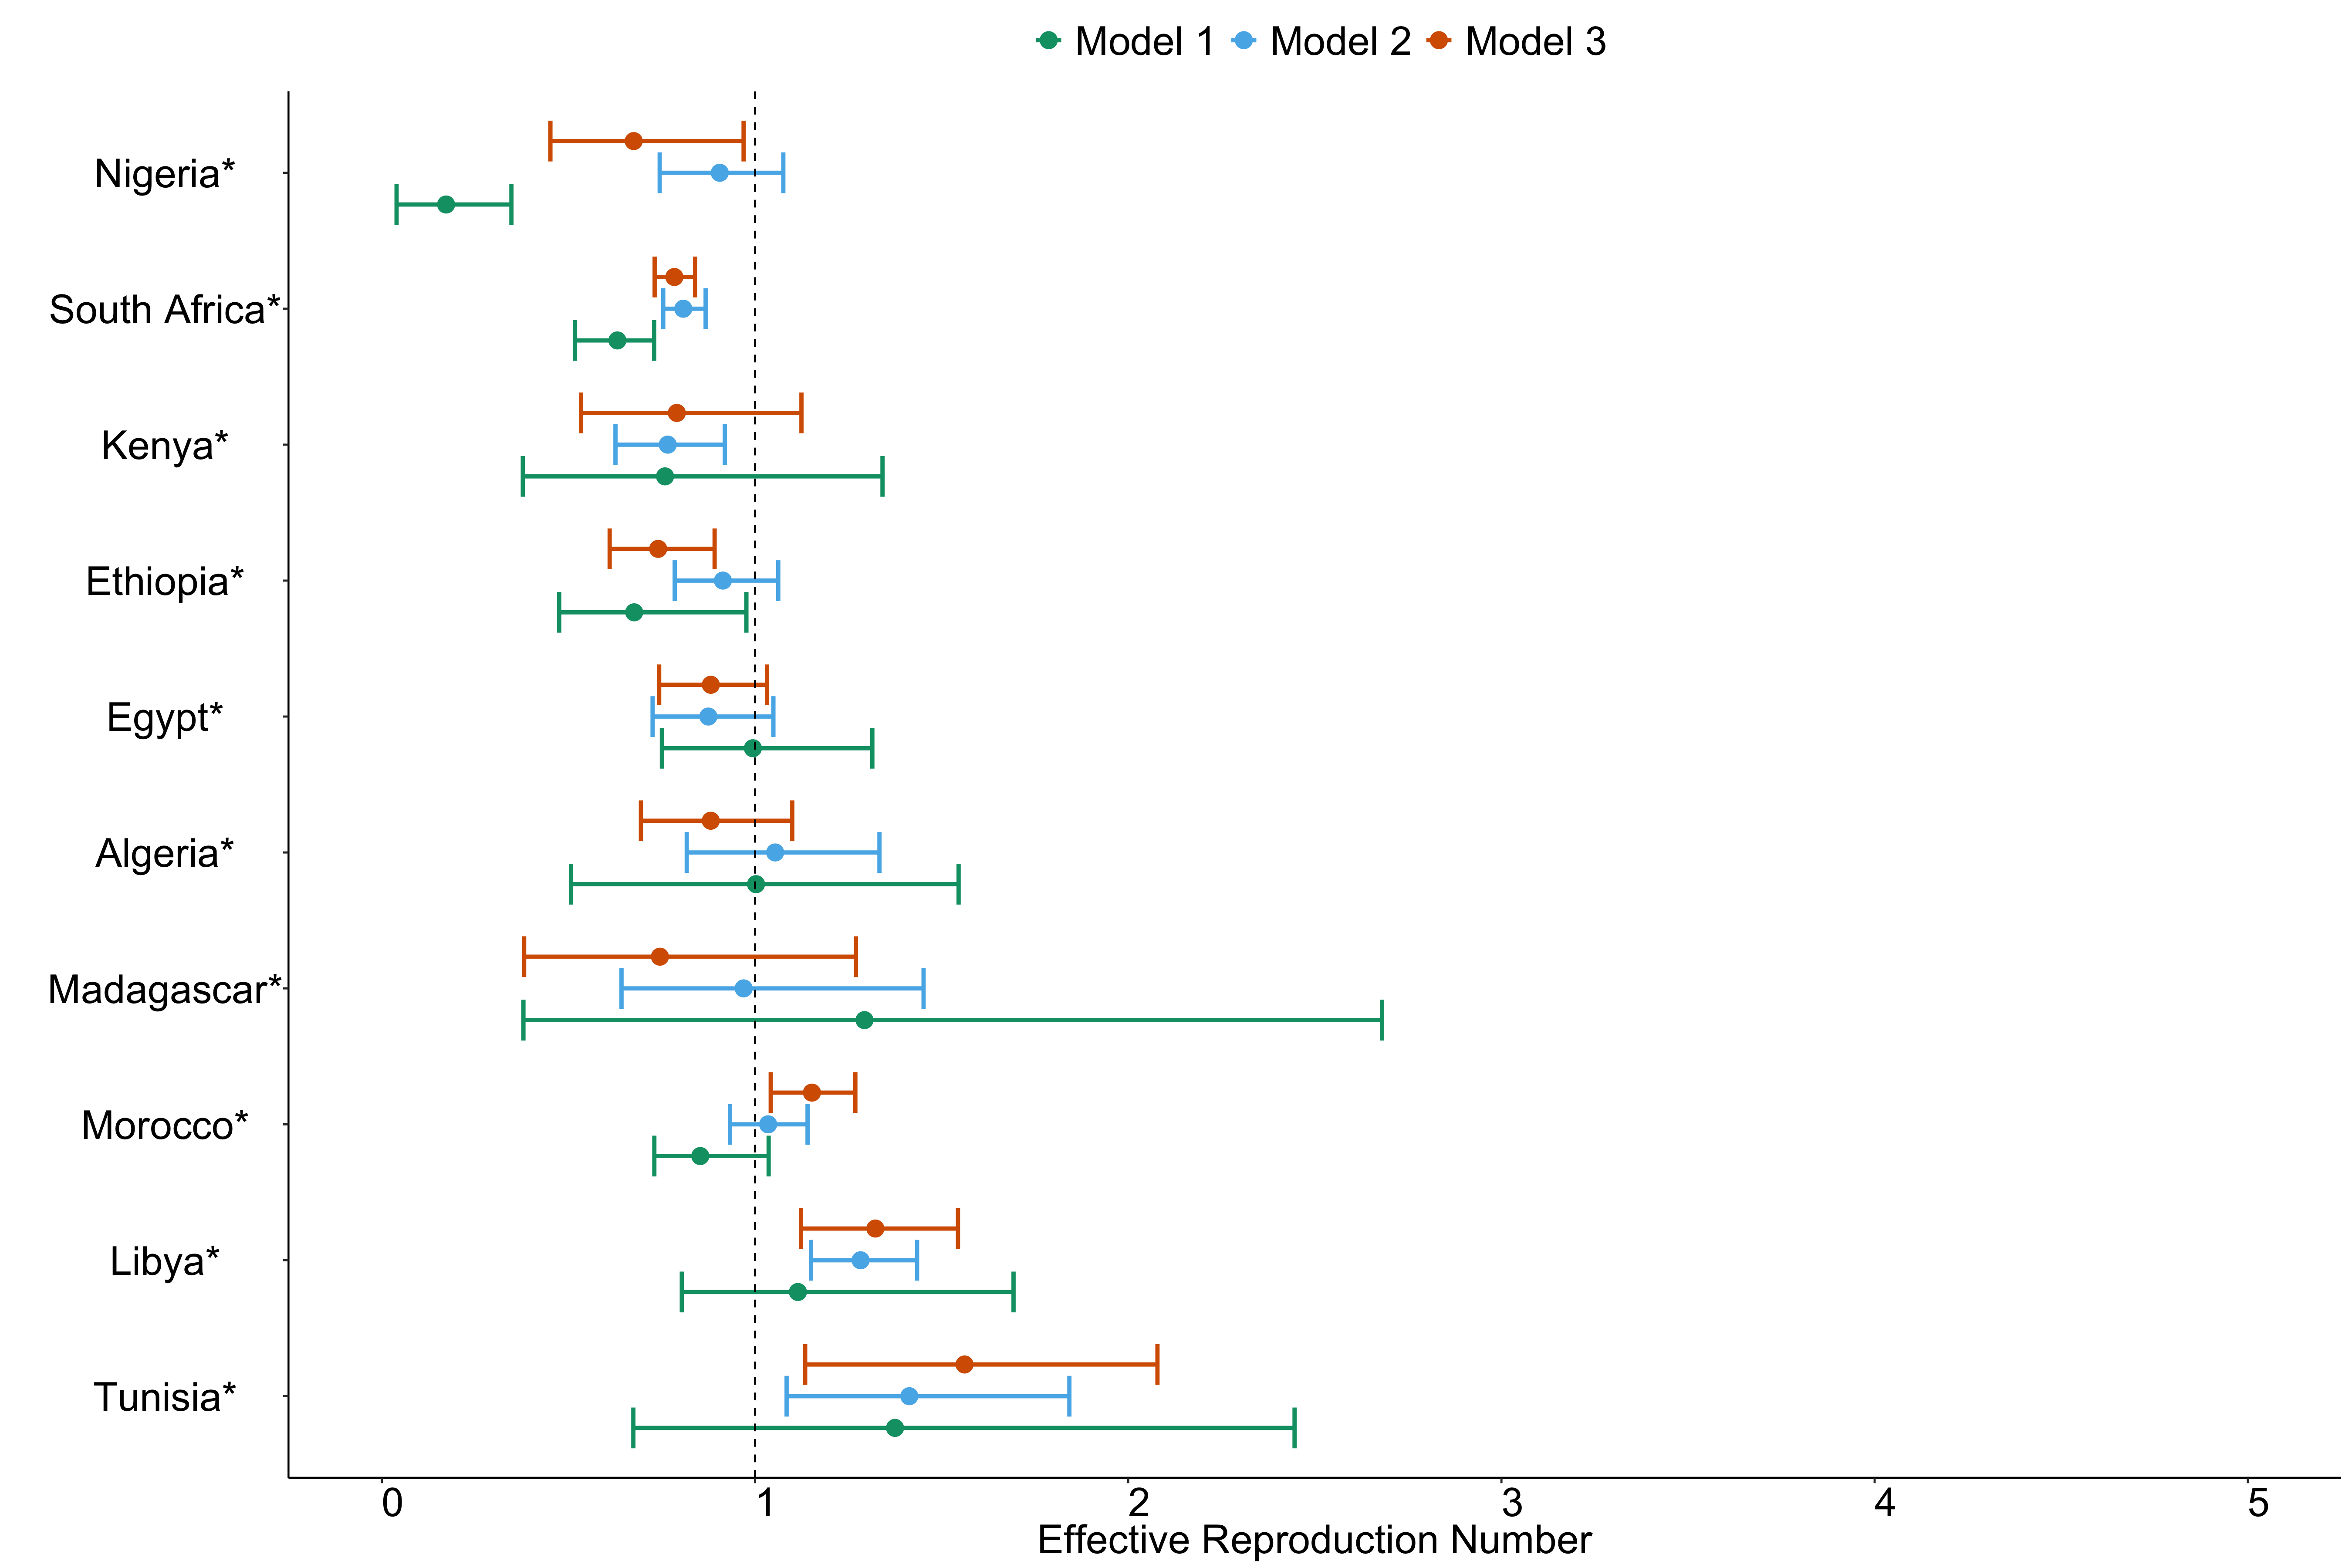 Model 1 Model 2 Model 3
Nigeria*
South Africa*
Kenya*
Ethiopia*
Egypt*
Algeria*
Madagascar*
Morocco*
Libya*
Tunisia*
0 1 2 3 4 5
Effective Reproduction Number